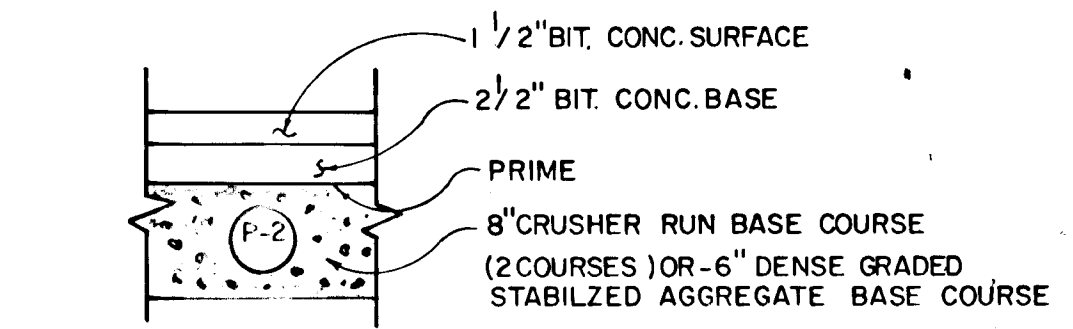 1 1/2" BIT. CONC. SURFACE
2 1/2" BIT. CONC. BASE
PRIME
P-2
8" CRUSHER RUN BASE COURSE
(2 COURSES) OR - 6" DENSE GRADED
STABILZED AGGREGATE BASE COURSE